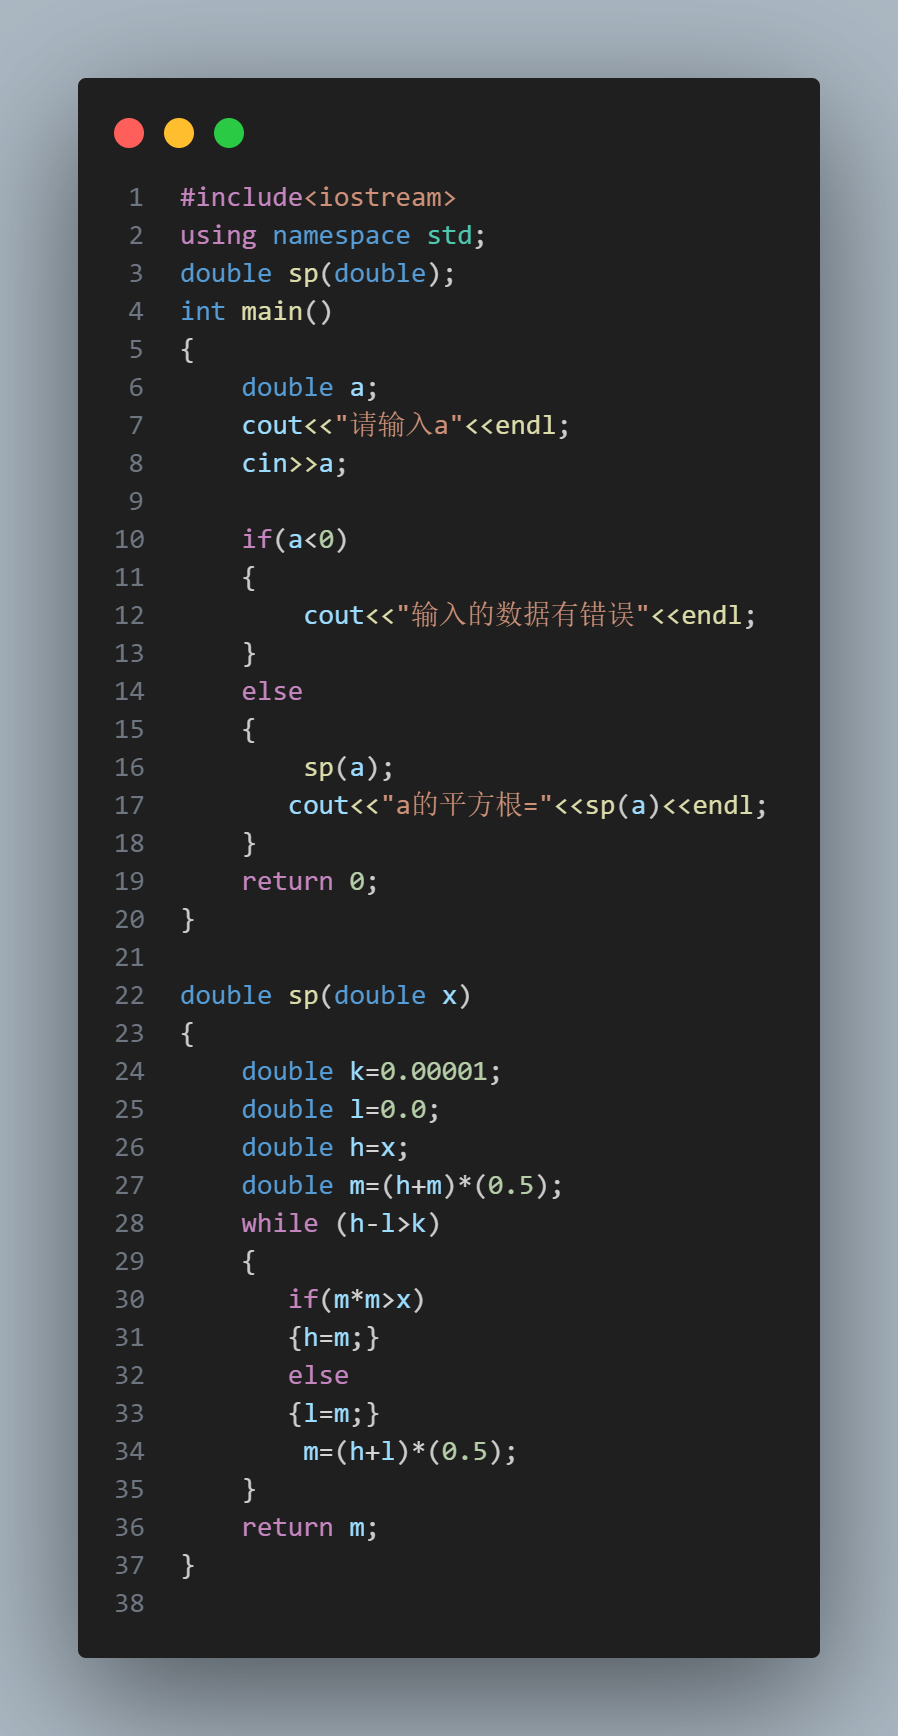 1 #include<iostream>
2 using namespace std;
3 double sp(double);
4 int main()
5 {
6     double a;
7     cout<<"请输入a"<<endl;
8     cin>>a;
9
10     if(a<0)
11     {
12         cout<<"输入的数据有错误"<<endl;
13     }
14     else
15     {
16         sp(a);
17        cout<<"a的平方根="<<sp(a)<<endl;
18     }
19     return 0;
20 }
21
22 double sp(double x)
23 {
24     double k=0.00001;
25     double l=0.0;
26     double h=x;
27     double m=(h+m)*(0.5);
28     while (h-l>k)
29     {
30        if(m*m>x)
31        {h=m;}
32        else
33        {l=m;}
34         m=(h+l)*(0.5);
35     }
36     return m;
37 }
38